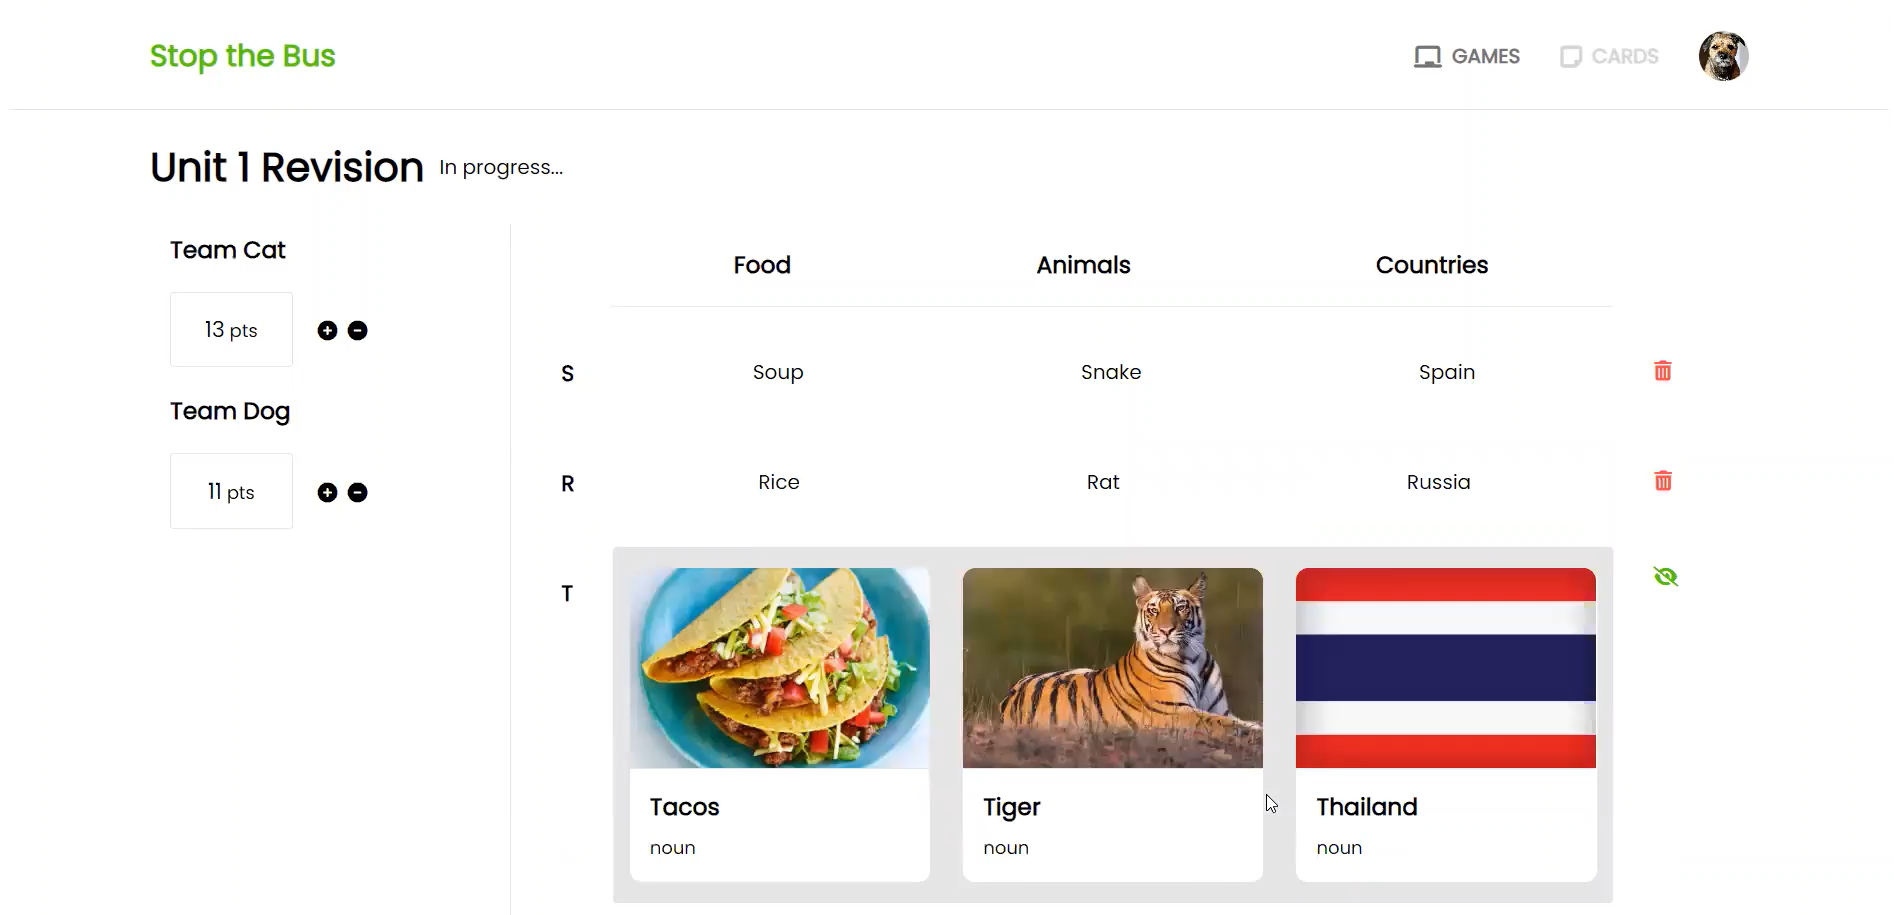 Stop the Bus
GAMES
CARDS
Unit 1 Revision
In progress...
Team Cat
13 pts
Team Dog
11 pts
Food Animals Countries
S Soup Snake Spain
R Rice Rat Russia
T
Tacos
noun
Tiger
noun
Thailand
noun